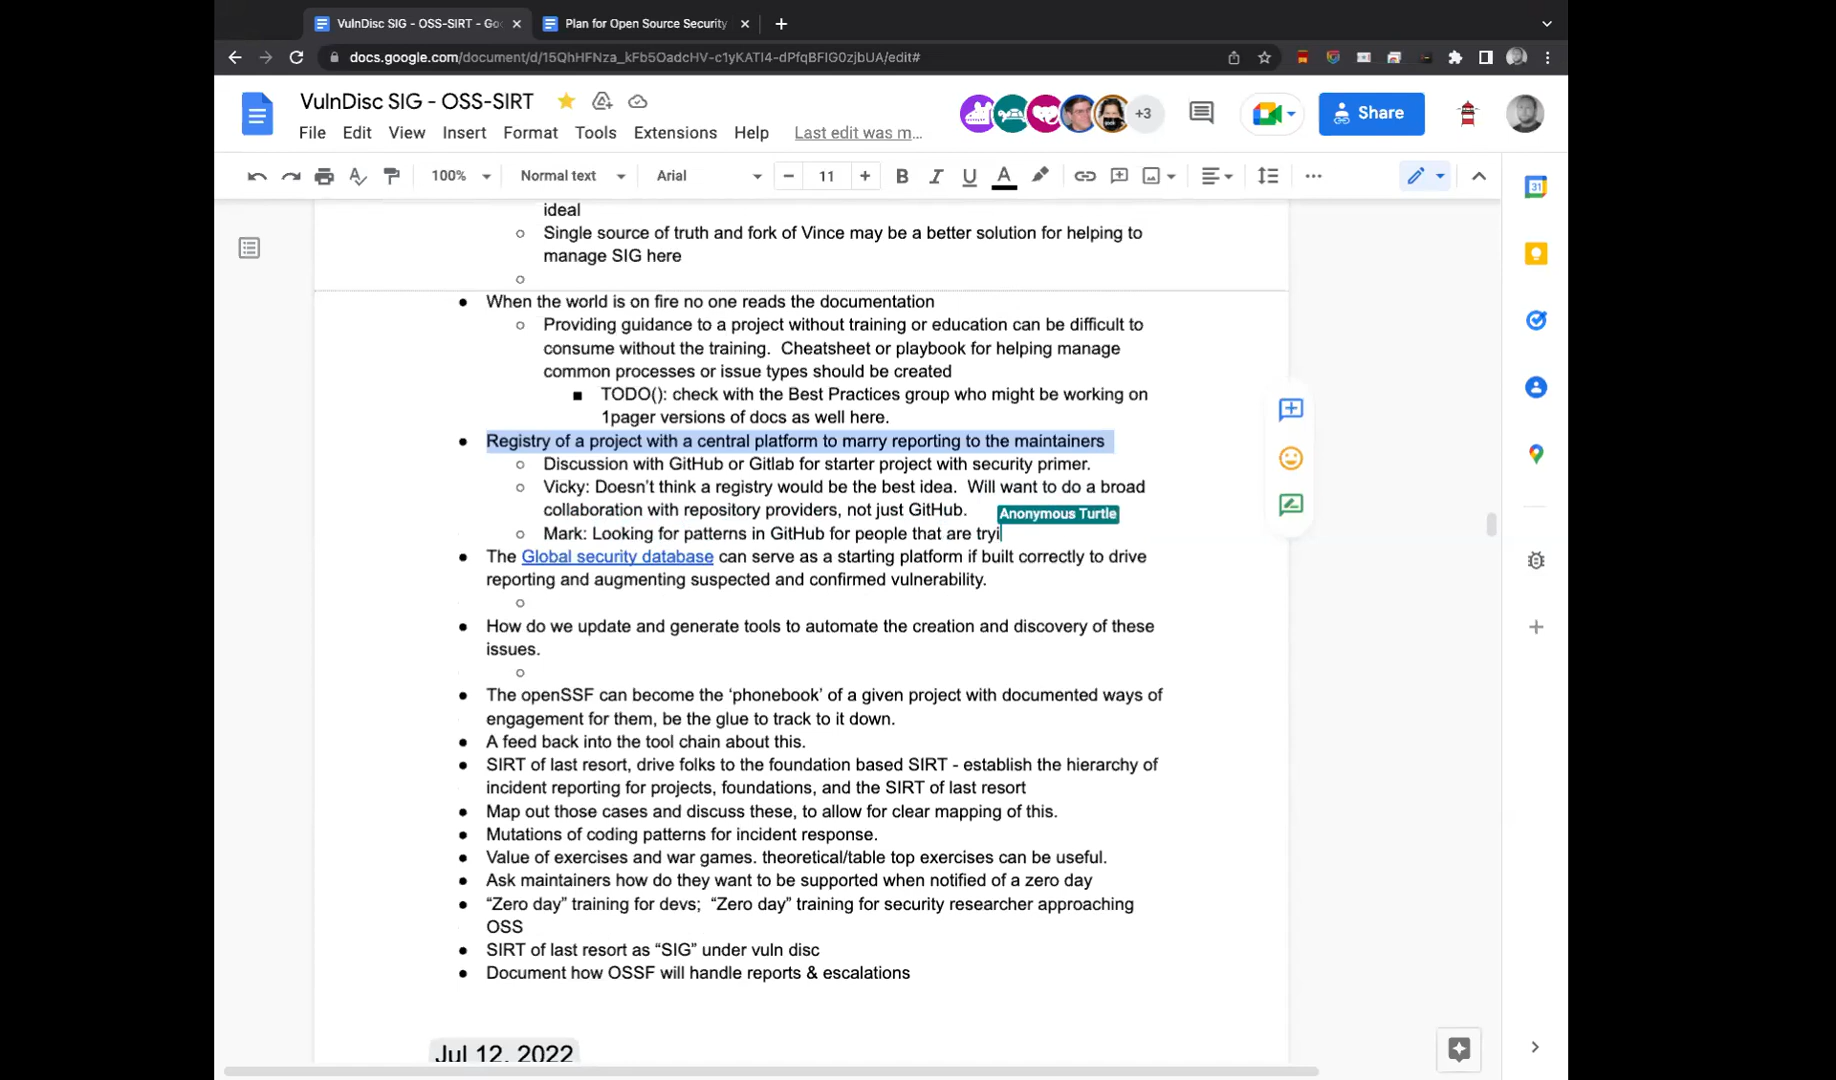 VulnDisc SIG - OSS-SIRT - Goo
Plan for Open Source Security
docs.google.com/document/d/15QhHFNza_kFb5OadcHV-c1yKATI4-dPfqBFIG0zjbUA/edit#
VulnDisc SIG - OSS-SIRT
+3
Share
File Edit View Insert Format Tools Extensions Help Last edit was m...
100% Normal text Arial 11 B I U A
31
ideal
Single source of truth and fork of Vince may be a better solution for helping to
manage SIG here
When the world is on fire no one reads the documentation
Providing guidance to a project without training or education can be difficult to
consume without the training. Cheatsheet or playbook for helping manage
common processes or issue types should be created
TODO(): check with the Best Practices group who might be working on
1pager versions of docs as well here.
Registry of a project with a central platform to marry reporting to the maintainers
Discussion with GitHub or Gitlab for starter project with security primer.
Vicky: Doesn't think a registry would be the best idea. Will want to do a broad
collaboration with repository providers, not just GitHub.
Anonymous Turtle
Mark: Looking for patterns in GitHub for people that are tryi
The Global security database can serve as a starting platform if built correctly to drive
reporting and augmenting suspected and confirmed vulnerability.
How do we update and generate tools to automate the creation and discovery of these
issues.
The openSSF can become the ‘phonebook’ of a given project with documented ways of
engagement for them, be the glue to track to it down.
A feed back into the tool chain about this.
SIRT of last resort, drive folks to the foundation based SIRT - establish the hierarchy of
incident reporting for projects, foundations, and the SIRT of last resort
Map out those cases and discuss these, to allow for clear mapping of this.
Mutations of coding patterns for incident response.
Value of exercises and war games. theoretical/table top exercises can be useful.
Ask maintainers how do they want to be supported when notified of a zero day
“Zero day” training for devs; “Zero day” training for security researcher approaching
OSS
SIRT of last resort as “SIG” under vuln disc
Document how OSSF will handle reports & escalations
Jul 12, 2022